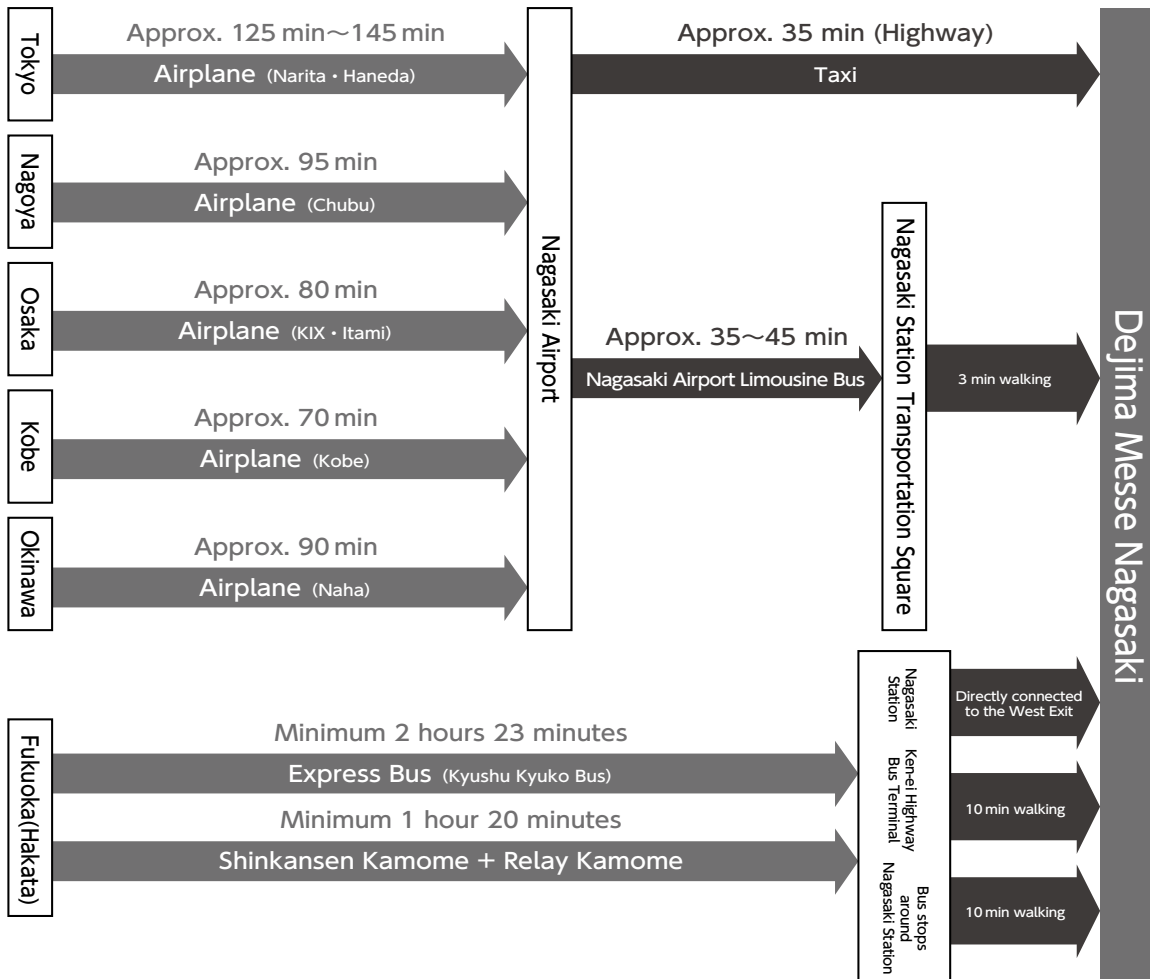 Tokyo
Approx. 125 min～145 min
Airplane (Narita・Haneda)
Nagoya
Approx. 95 min
Airplane (Chubu)
Osaka
Approx. 80 min
Airplane (KIX・Itami)
Kobe
Approx. 70 min
Airplane (Kobe)
Okinawa
Approx. 90 min
Airplane (Naha)
Nagasaki Airport
Approx. 35 min (Highway)
Taxi
Approx. 35～45 min
Nagasaki Airport Limousine Bus
Nagasaki Station Transportation Square
3 min walking
Fukuoka(Hakata)
Minimum 2 hours 23 minutes
Express Bus (Kyushu Kyuko Bus)
Minimum 1 hour 20 minutes
Shinkansen Kamome + Relay Kamome
Nagasaki
Station
Directly connected
to the West Exit
Ken-ei Highway
Bus Terminal
10 min walking
Bus stops
around
Nagasaki Station
10 min walking
Dejima Messe Nagasaki